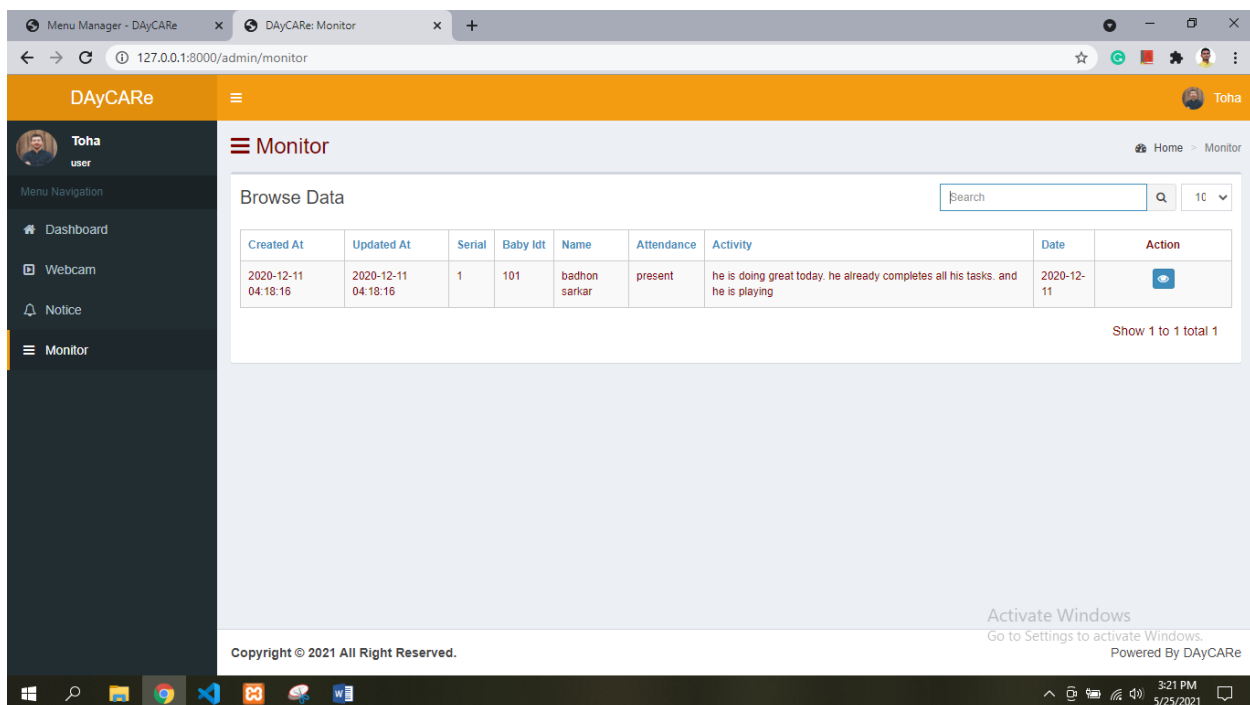 Menu Manager - DAyCARe
DAyCARe: Monitor
127.0.0.1:8000/admin/monitor
DAyCARe
Toha
Toha
user
Monitor
Home > Monitor
Menu Navigation
Dashboard
Webcam
Notice
Monitor
Browse Data
Search
10
Created At Updated At Serial Baby Idt Name Attendance Activity Date Action
2020-12-11 2020-12-11 1 101 badhon present he is doing great today. he already completes all his tasks. and 2020-12-
04:18:16 04:18:16 sarkar he is playing 11
Show 1 to 1 total 1
Activate Windows
Go to Settings to activate Windows.
Copyright © 2021 All Right Reserved.
Powered By DAyCARe
3:21 PM
5/25/2021